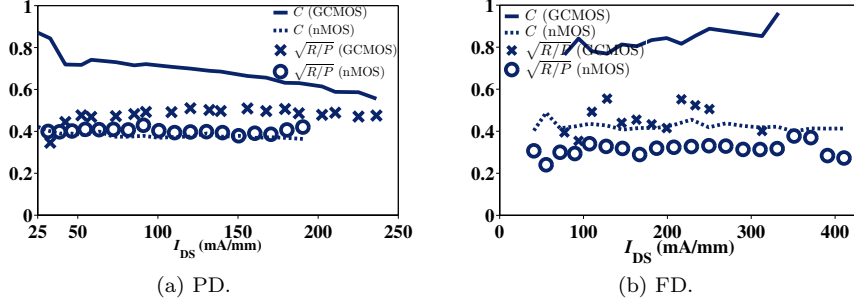 1
0.8
0.6
0.4
0.2
0
25
50
100
150
200
250
C (GCMOS)
C (nMOS)
√R/P (GCMOS)
√R/P (nMOS)
I_DS (mA/mm)
(a) PD.
1
0.8
0.6
0.4
0.2
0
0
100
200
300
400
C (GCMOS)
C (nMOS)
√R/P (GCMOS)
√R/P (nMOS)
I_DS (mA/mm)
(b) FD.